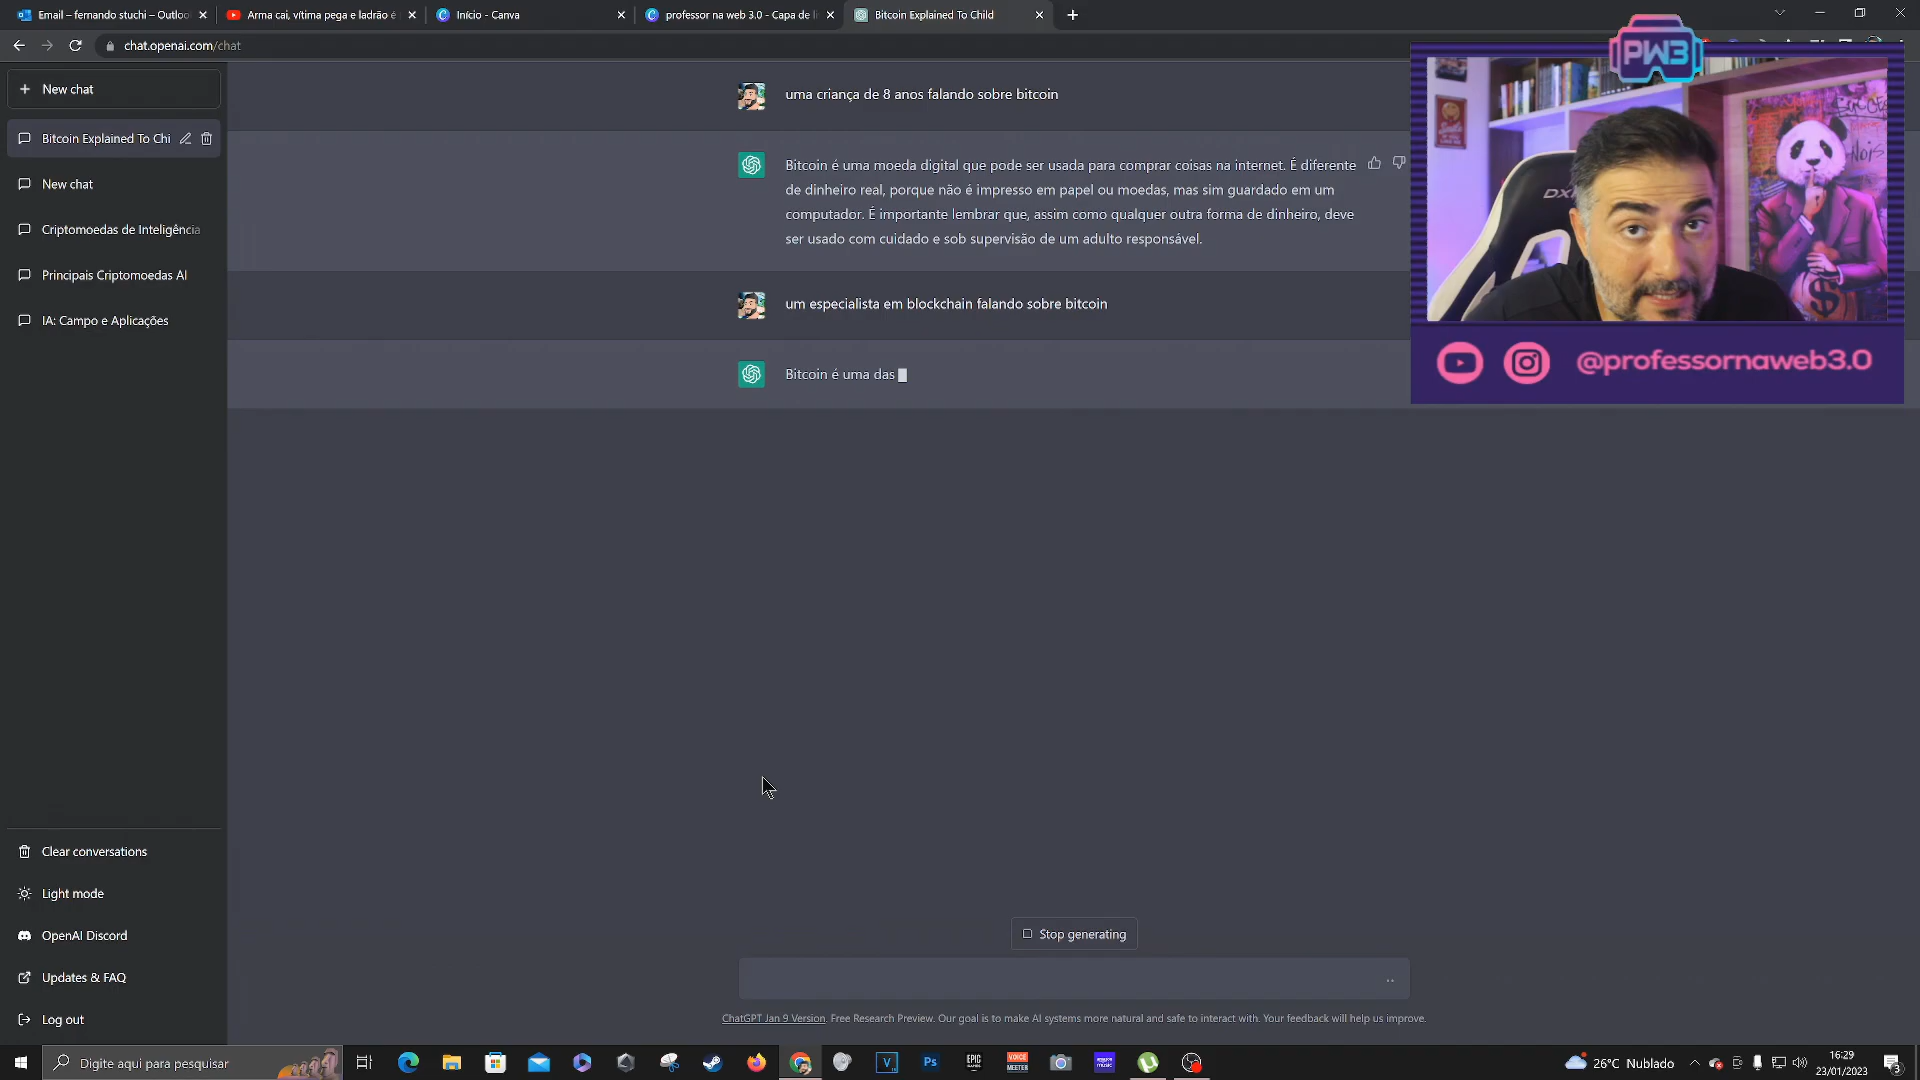 Email – fernando stuchi – Outloo
Arma cai, vítima pega e ladrão é
Início - Canva
professor na web 3.0 - Capa de li
Bitcoin Explained To Child
chat.openai.com/chat
New chat
Bitcoin Explained To Chi
New chat
Criptomoedas de Inteligência
Principais Criptomoedas AI
IA: Campo e Aplicações
Clear conversations
Light mode
OpenAI Discord
Updates & FAQ
Log out
uma criança de 8 anos falando sobre bitcoin
Bitcoin é uma moeda digital que pode ser usada para comprar coisas na internet. É diferente
de dinheiro real, porque não é impresso em papel ou moedas, mas sim guardado em um
computador. É importante lembrar que, assim como qualquer outra forma de dinheiro, deve
ser usado com cuidado e sob supervisão de um adulto responsável.
um especialista em blockchain falando sobre bitcoin
Bitcoin é uma das
Stop generating
ChatGPT Jan 9 Version. Free Research Preview. Our goal is to make AI systems more natural and safe to interact with. Your feedback will help us improve.
PW3
@professornaweb3.0
Digite aqui para pesquisar
V
Ps
EPIC
GAMES
VOICE
MEETER
music
26°C Nublado
16:29
23/01/2023
3